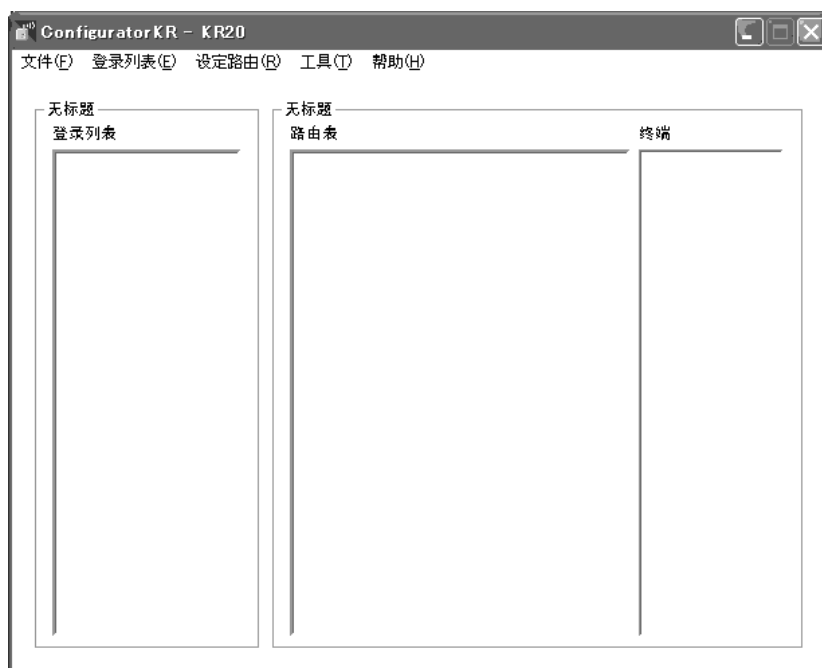 ConfiguratorKR - KR20
文件(F) 登录列表(E) 设定路由(R) 工具(T) 帮助(H)
无标题
登录列表
无标题
路由表
终端